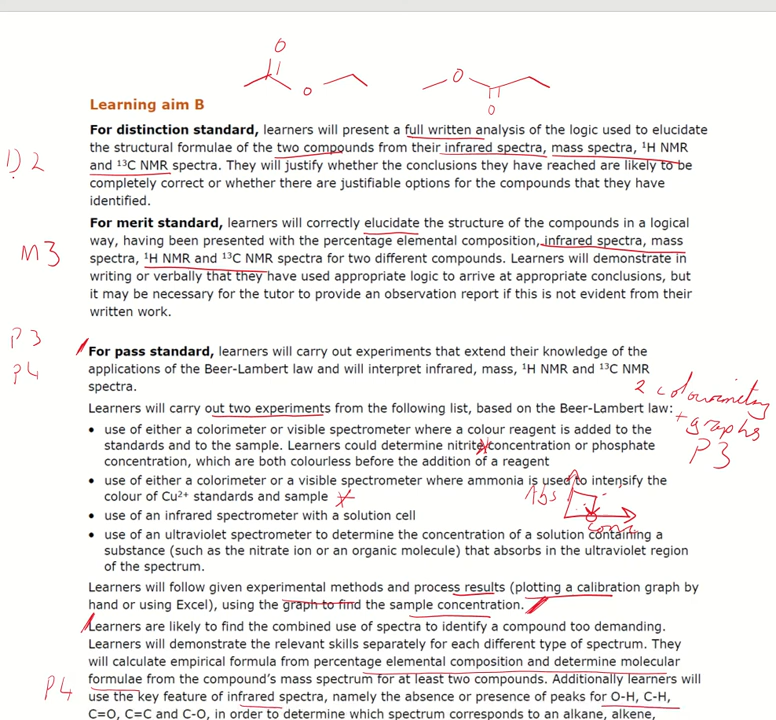 O
O
O
O
Learning aim B
For distinction standard, learners will present a full written analysis of the logic used to elucidate
the structural formulae of the two compounds from their infrared spectra, mass spectra, ¹H NMR
and ¹³C NMR spectra. They will justify whether the conclusions they have reached are likely to be
D2
completely correct or whether there are justifiable options for the compounds that they have
identified.
For merit standard, learners will correctly elucidate the structure of the compounds in a logical
way, having been presented with the percentage elemental composition, infrared spectra, mass
M3
spectra, ¹H NMR and ¹³C NMR spectra for two different compounds. Learners will demonstrate in
writing or verbally that they have used appropriate logic to arrive at appropriate conclusions, but
it may be necessary for the tutor to provide an observation report if this is not evident from their
written work.
P3
For pass standard, learners will carry out experiments that extend their knowledge of the
P4
applications of the Beer-Lambert law and will interpret infrared, mass, ¹H NMR and ¹³C NMR
spectra.
2 colourimetry
+ graphs
P3
Learners will carry out two experiments from the following list, based on the Beer-Lambert law:
• use of either a colorimeter or visible spectrometer where a colour reagent is added to the
standards and to the sample. Learners could determine nitrite concentration or phosphate
concentration, which are both colourless before the addition of a reagent
• use of either a colorimeter or a visible spectrometer where ammonia is used to intensify the
colour of Cu²⁺ standards and sample
Abs
conc
• use of an infrared spectrometer with a solution cell
• use of an ultraviolet spectrometer to determine the concentration of a solution containing a
substance (such as the nitrate ion or an organic molecule) that absorbs in the ultraviolet region
of the spectrum.
Learners will follow given experimental methods and process results (plotting a calibration graph by
hand or using Excel), using the graph to find the sample concentration.
Learners are likely to find the combined use of spectra to identify a compound too demanding.
Learners will demonstrate the relevant skills separately for each different type of spectrum. They
will calculate empirical formula from percentage elemental composition and determine molecular
formulae from the compound's mass spectrum for at least two compounds. Additionally learners will
P4
use the key feature of infrared spectra, namely the absence or presence of peaks for O-H, C-H,
C=O, C=C and C-O, in order to determine which spectrum corresponds to an alkane, alkene,